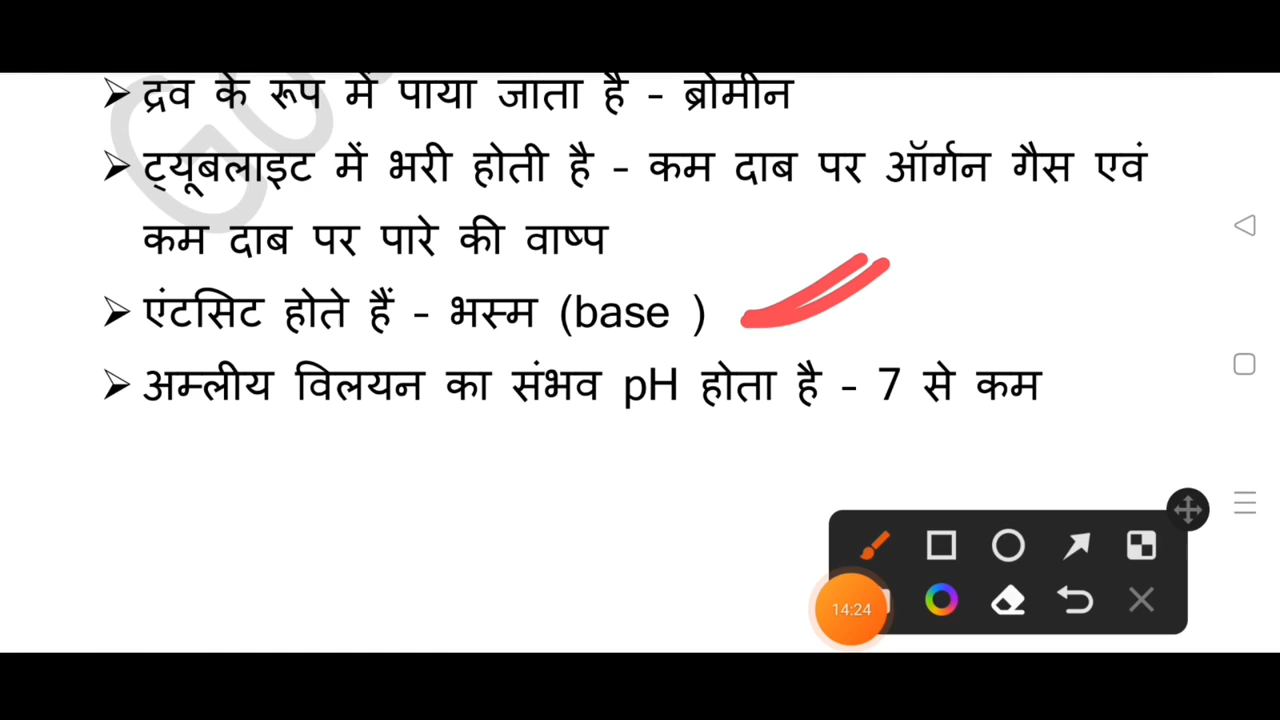 ➢ द्रव के रूप में पाया जाता है - ब्रोमीन
➢ ट्यूबलाइट में भरी होती है - कम दाब पर ऑर्गन गैस एवं
कम दाब पर पारे की वाष्प
➢ एंटसिट होते हैं - भस्म (base )
➢ अम्लीय विलयन का संभव pH होता है - 7 से कम
14:24